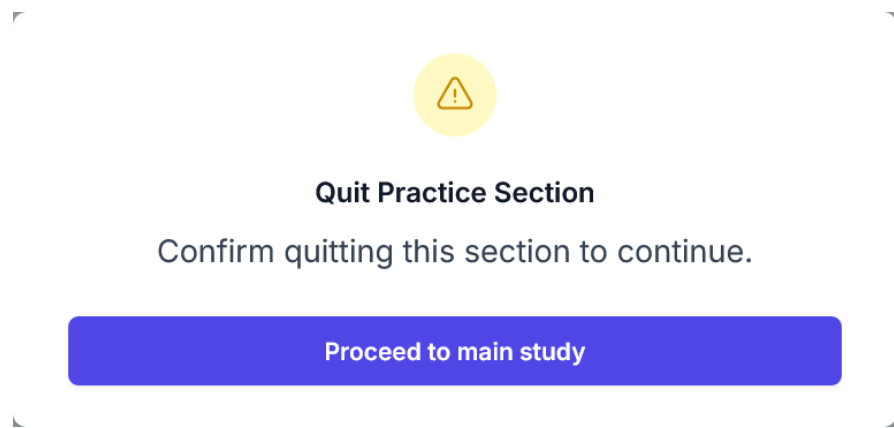 Quit Practice Section
Confirm quitting this section to continue.
Proceed to main study